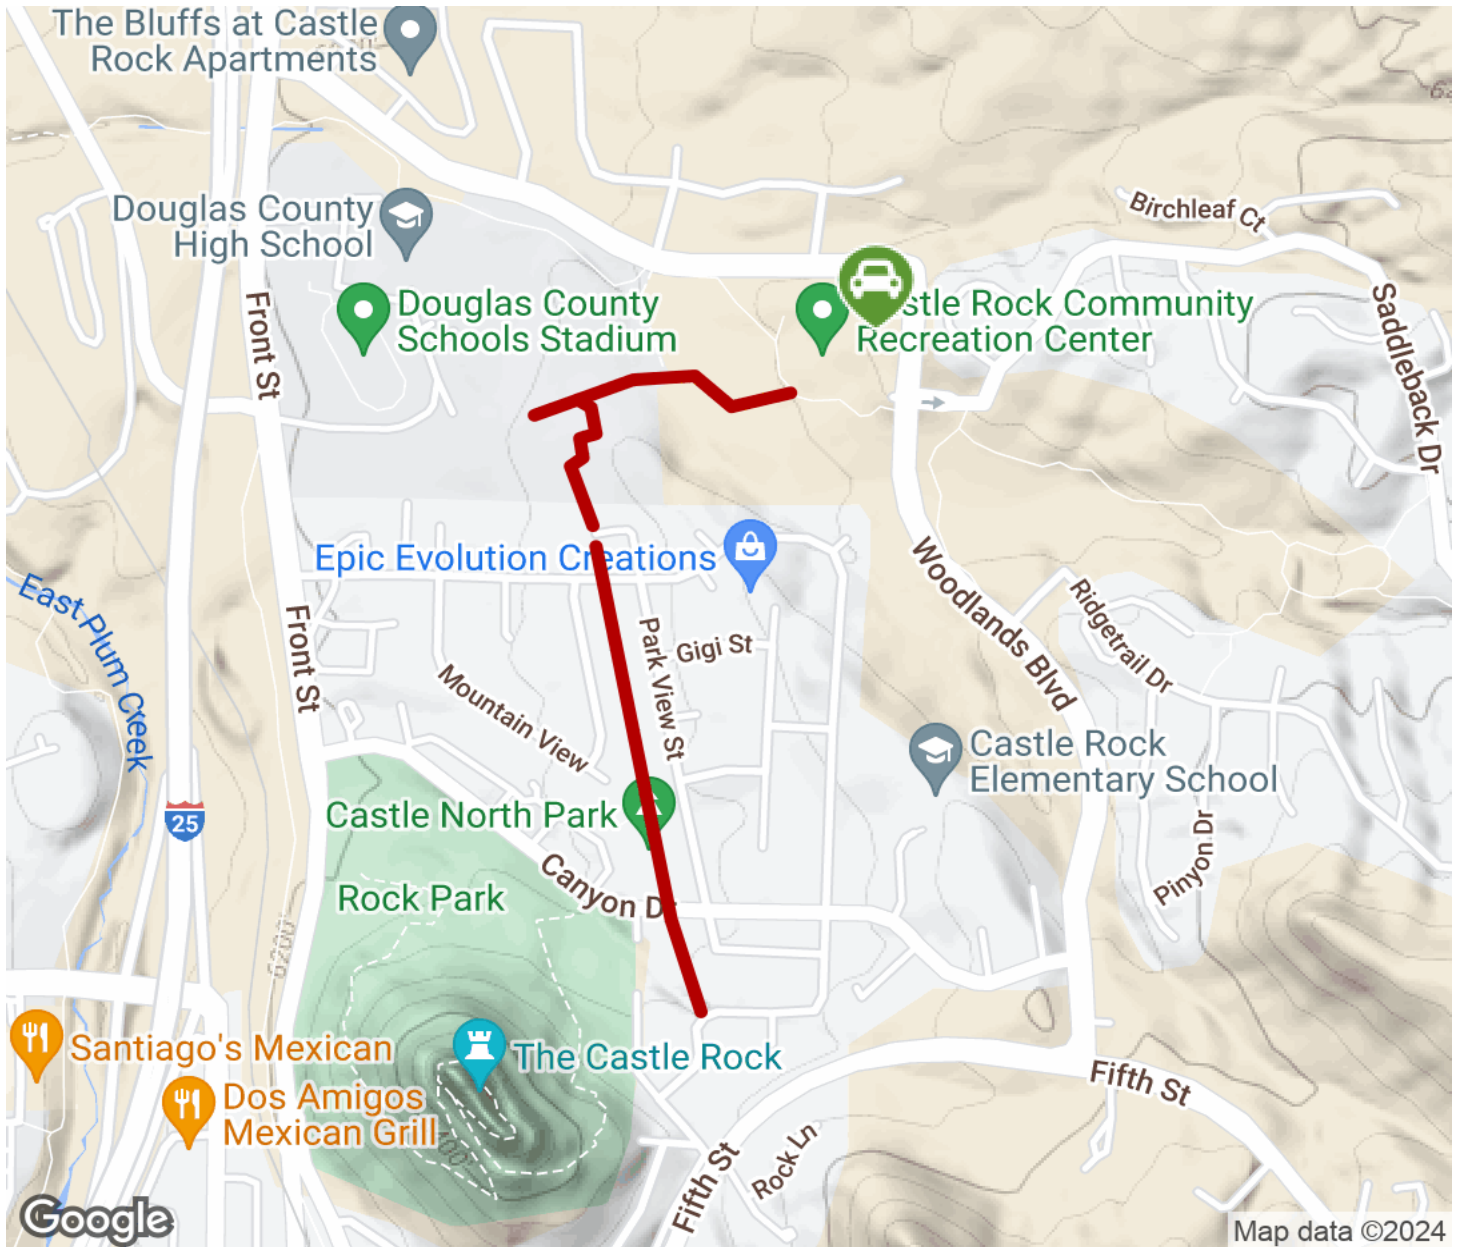 The Bluffs at Castle
Rock Apartments
62
Birchleaf Ct
Douglas County
High School
Front St
Douglas County
Schools Stadium
stle Rock Community
Recreation Center
Saddleback Dr
Epic Evolution Creations
Woodlands Blvd
East Plum Creek
Front St
Park View St
Gigi St
Ridgetrail Dr
Mountain View
Castle Rock
Elementary School
25
Castle North Park
Pinyon Dr
Canyon Dr
Rock Park
6200'
Santiago's Mexican
The Castle Rock
Dos Amigos
Mexican Grill
Fifth St
Fifth St
Rock Ln
Google
Map data ©2024